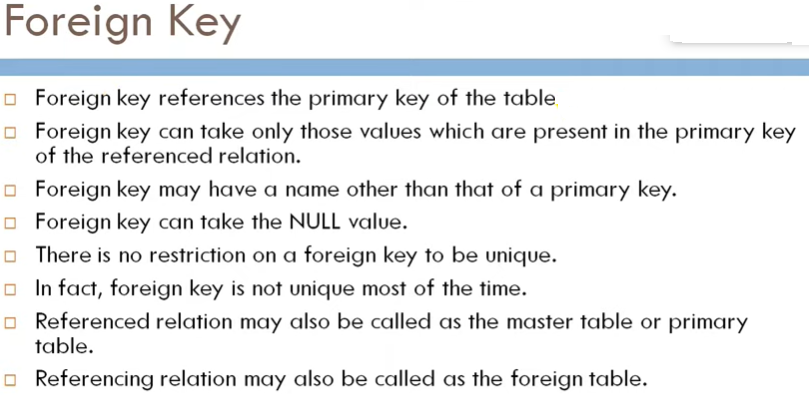 Foreign Key
Foreign key references the primary key of the table
Foreign key can take only those values which are present in the primary key
of the referenced relation.
Foreign key may have a name other than that of a primary key.
Foreign key can take the NULL value.
There is no restriction on a foreign key to be unique.
In fact, foreign key is not unique most of the time.
Referenced relation may also be called as the master table or primary
table.
Referencing relation may also be called as the foreign table.